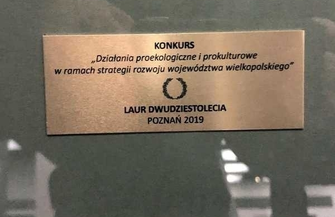 KONKURS
„Działania proekologiczne i prokulturowe
w ramach strategii rozwoju województwa wielkopolskiego”
LAUR DWUDZIESTOLECIA
POZNAŃ 2019